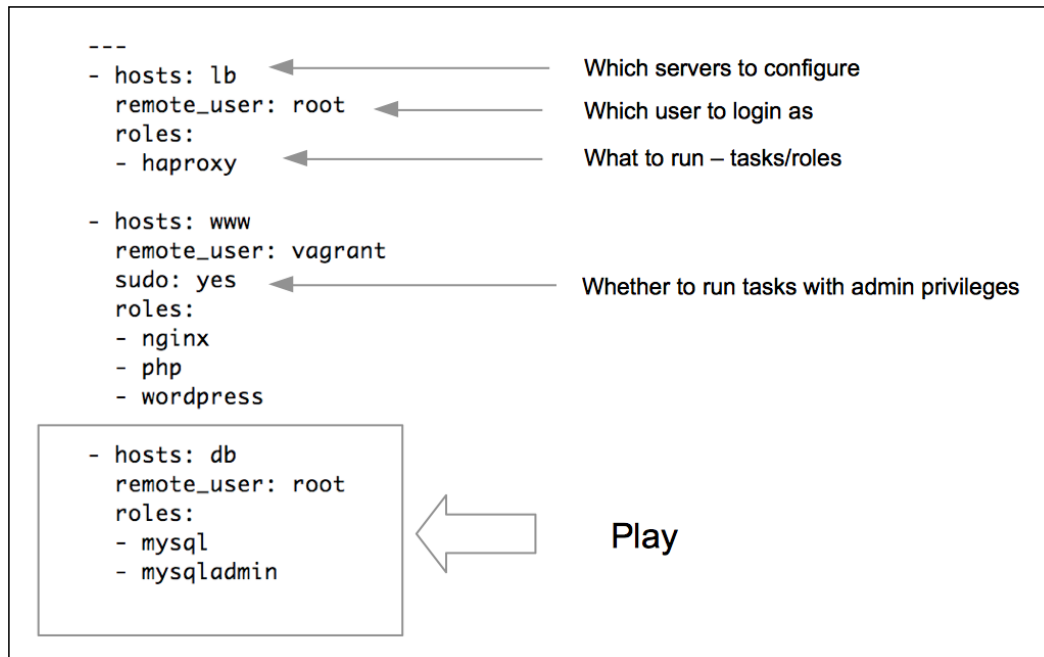 ---
- hosts: lb
Which servers to configure
remote_user: root
Which user to login as
roles:
- haproxy
What to run – tasks/roles
- hosts: www
remote_user: vagrant
sudo: yes
Whether to run tasks with admin privileges
roles:
- nginx
- php
- wordpress
- hosts: db
remote_user: root
roles:
- mysql
- mysqladmin
Play